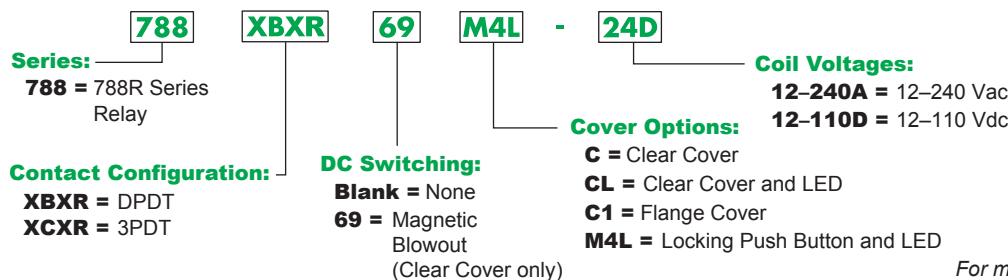 788 XBXR 69 M4L - 24D
Series:
788 = 788R Series
Relay
Contact Configuration:
XBXR = DPDT
XCXR = 3PDT
DC Switching:
Blank = None
69 = Magnetic
Blowout
(Clear Cover only)
Cover Options:
C = Clear Cover
CL = Clear Cover and LED
C1 = Flange Cover
M4L = Locking Push Button and LED
Coil Voltages:
12–240A = 12–240 Vac
12–110D = 12–110 Vdc
For